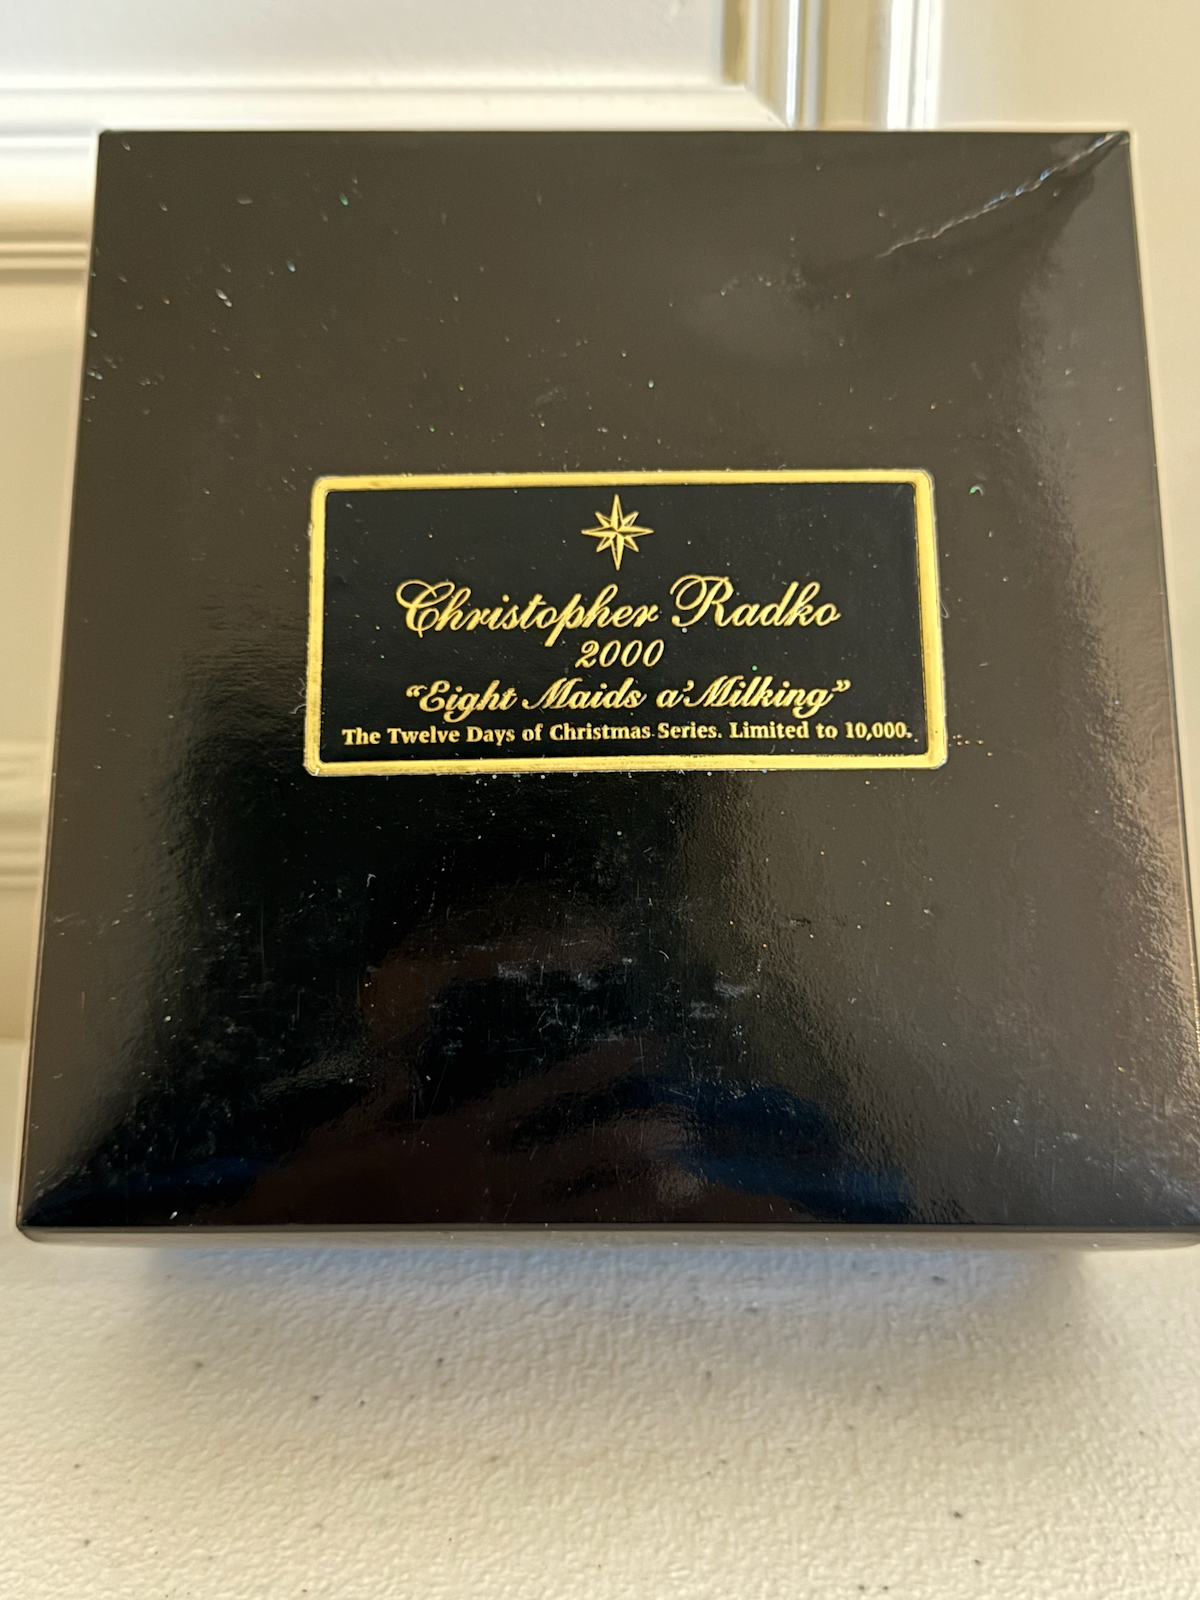 Christopher Radko
2000
“Eight Maids a’Milking”
The Twelve Days of Christmas Series. Limited to 10,000.